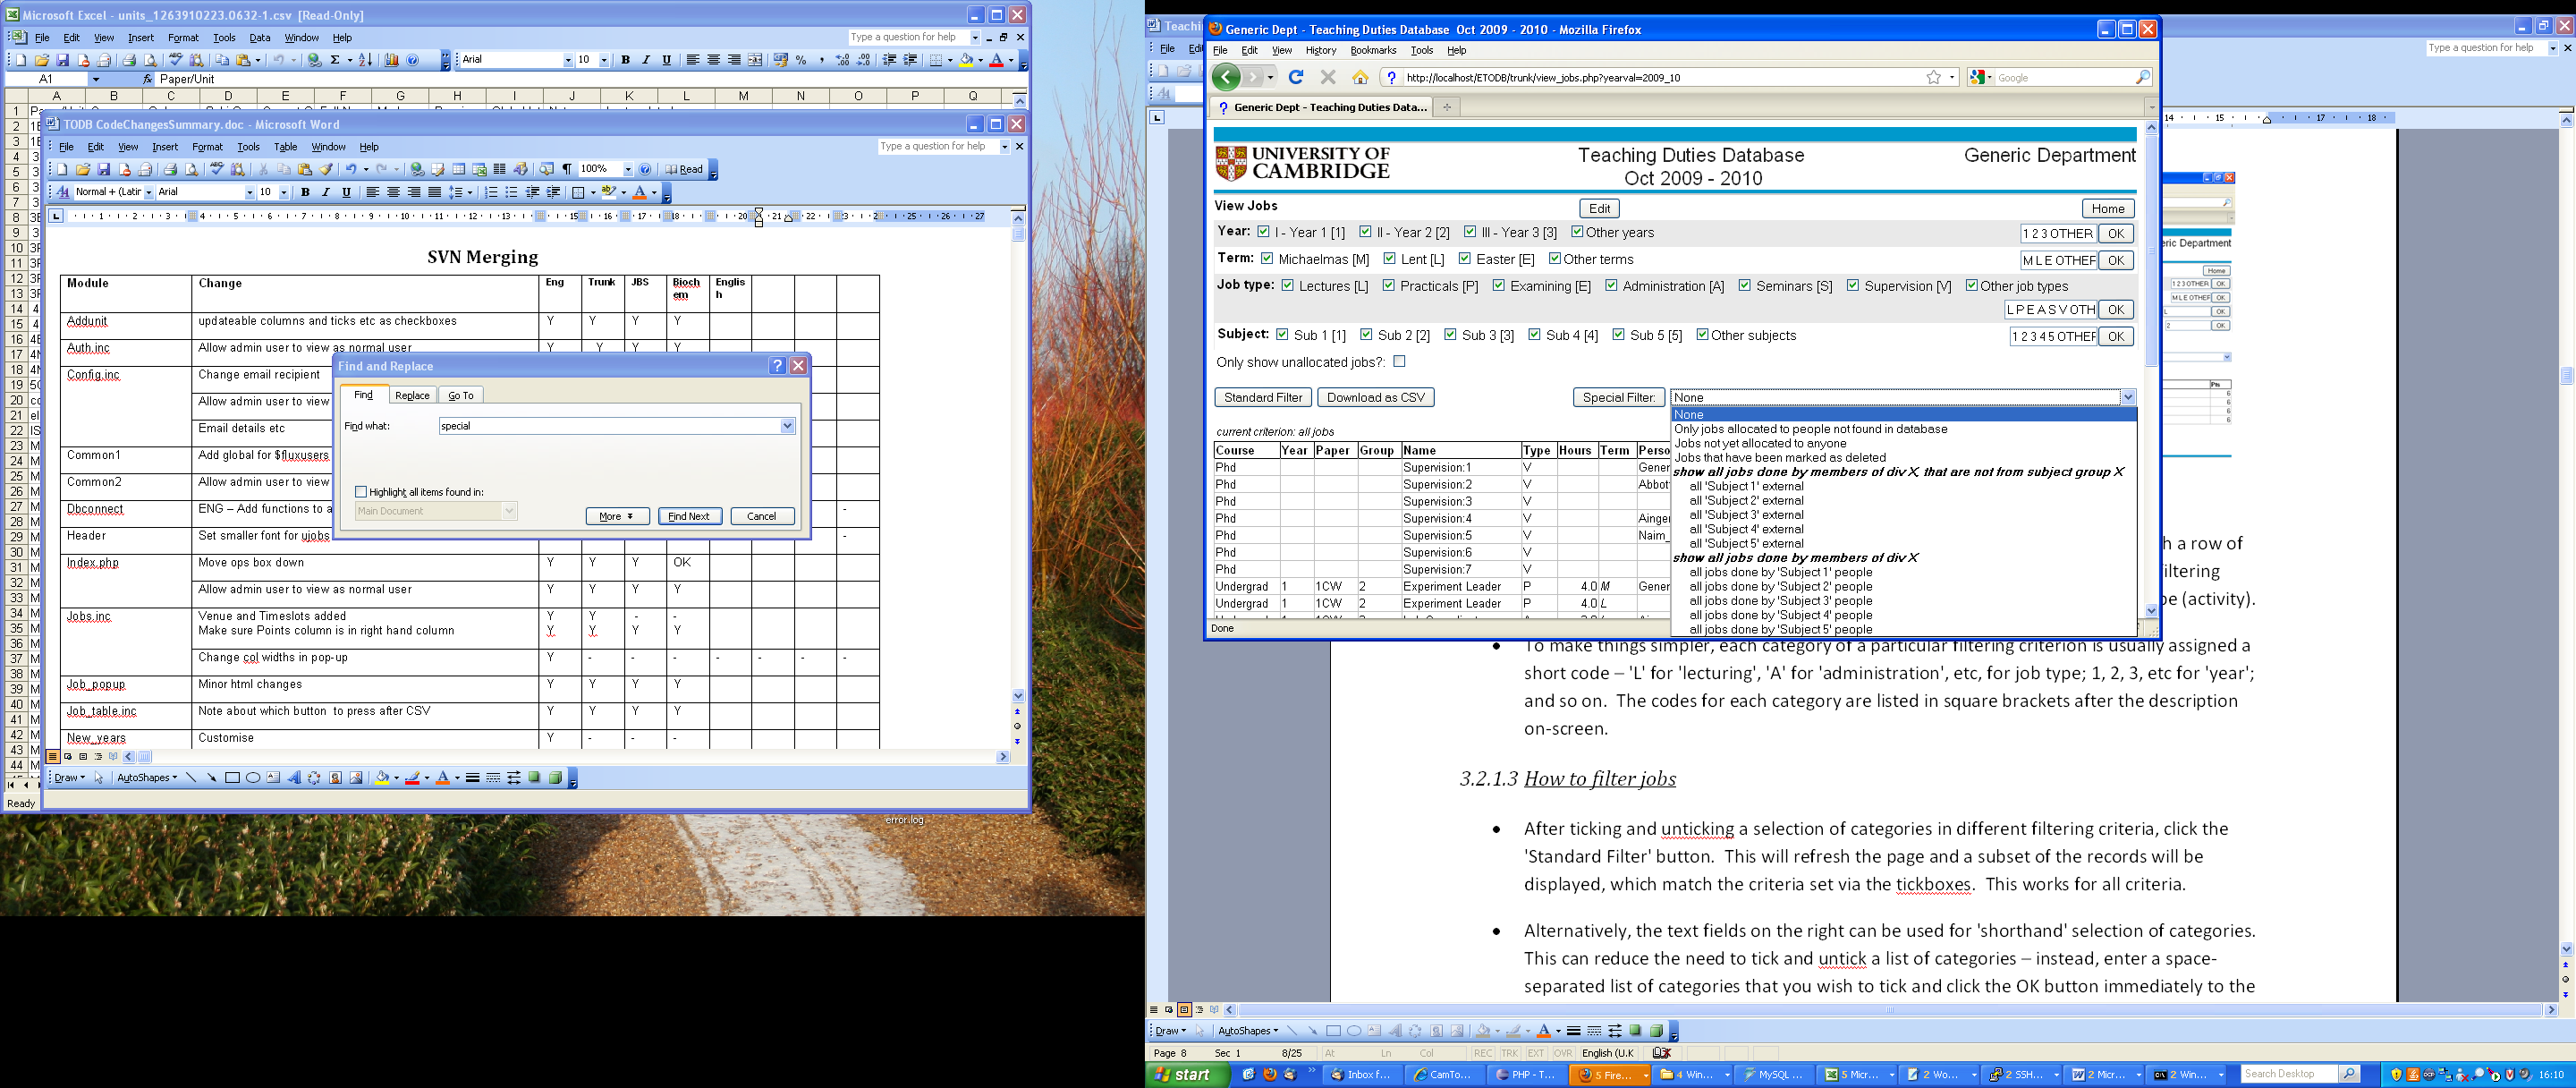 Microsoft Excel - units_1263910223.0632-1.csv [Read-Only]
File Edit View Insert Format Tools Data Window Help
Type a question for help
Arial 10
A1 fx Paper/Unit
A B C D E F G H I J K L M N O P Q
TODB CodeChangesSummary.doc - Microsoft Word
File Edit View Insert Format Tools Table Window Help
Type a question for help
100% Read
Normal + (Latir Arial 10
SVN Merging
Module Change Eng Trunk JBS Biochem English
Addunit updateable columns and ticks etc as checkboxes Y Y Y Y
Auth.inc Allow admin user to view as normal user Y Y Y Y
Config.inc Change email recipient
Allow admin user to view
Email details etc
Common1 Add global for $fluxusers
Common2 Allow admin user to view
Dbconnect ENG – Add functions to a -
Header Set smaller font for ujobs -
Index.php Move ops box down Y Y Y OK
Allow admin user to view as normal user Y Y Y Y
Jobs.inc Venue and Timeslots added Y Y - -
Make sure Points column is in right hand column Y Y Y Y
Change col widths in pop-up Y - - - - - - -
Job_popup Minor html changes Y Y Y Y
Job_table.inc Note about which button to press after CSV Y Y Y Y
New_years Customise Y - - -
Find and Replace
Find Replace Go To
Find what: special
Highlight all items found in:
Main Document
More Find Next Cancel
Draw AutoShapes
Ready
error.log
Generic Dept - Teaching Duties Database Oct 2009 - 2010 - Mozilla Firefox
File Edit View History Bookmarks Tools Help
http://localhost/ETODB/trunk/view_jobs.php?yearval=2009_10
Google
Generic Dept - Teaching Duties Data...
UNIVERSITY OF
CAMBRIDGE
Teaching Duties Database
Oct 2009 - 2010
Generic Department
View Jobs Edit Home
Year: I - Year 1 [1] II - Year 2 [2] III - Year 3 [3] Other years 1 2 3 OTHER OK
Term: Michaelmas [M] Lent [L] Easter [E] Other terms M L E OTHER OK
Job type: Lectures [L] Practicals [P] Examining [E] Administration [A] Seminars [S] Supervision [V] Other job types
L P E A S V OTH OK
Subject: Sub 1 [1] Sub 2 [2] Sub 3 [3] Sub 4 [4] Sub 5 [5] Other subjects 1 2 3 4 5 OTHER OK
Only show unallocated jobs?:
Standard Filter Download as CSV Special Filter: None
None
Only jobs allocated to people not found in database
Jobs not yet allocated to anyone
Jobs that have been marked as deleted
show all jobs done by members of div X, that are not from subject group X
all 'Subject 1' external
all 'Subject 2' external
all 'Subject 3' external
all 'Subject 4' external
all 'Subject 5' external
show all jobs done by members of div X
all jobs done by 'Subject 1' people
all jobs done by 'Subject 2' people
all jobs done by 'Subject 3' people
all jobs done by 'Subject 4' people
all jobs done by 'Subject 5' people
current criterion: all jobs
Course Year Paper Group Name Type Hours Term Perso
Phd Supervision:1 V Gener
Phd Supervision:2 V Abbot
Phd Supervision:3 V
Phd Supervision:4 V Ainger
Phd Supervision:5 V Naim_
Phd Supervision:6 V
Phd Supervision:7 V
Undergrad 1 1CW 2 Experiment Leader P 4.0 M Gener
Undergrad 1 1CW 2 Experiment Leader P 4.0 L
Done
Type a question for help
h a row of
iltering
pe (activity).
• To make things simpler, each category of a particular filtering criterion is usually assigned a
short code – 'L' for 'lecturing', 'A' for 'administration', etc, for job type; 1, 2, 3, etc for 'year';
and so on. The codes for each category are listed in square brackets after the description
on-screen.
3.2.1.3 How to filter jobs
• After ticking and unticking a selection of categories in different filtering criteria, click the
'Standard Filter' button. This will refresh the page and a subset of the records will be
displayed, which match the criteria set via the tickboxes. This works for all criteria.
• Alternatively, the text fields on the right can be used for 'shorthand' selection of categories.
This can reduce the need to tick and untick a list of categories – instead, enter a space-
separated list of categories that you wish to tick and click the OK button immediately to the
Draw AutoShapes
Page 8 Sec 1 8/25 At Ln Col REC TRK EXT OVR English (U.K
start Inbox f... CamTo... PHP - T... 5 Fire... 4 Win... MySQL ... 5 Micr... 2 Wo... 2 SSH... 2 Micr... 2 Win... Search Desktop 16:10